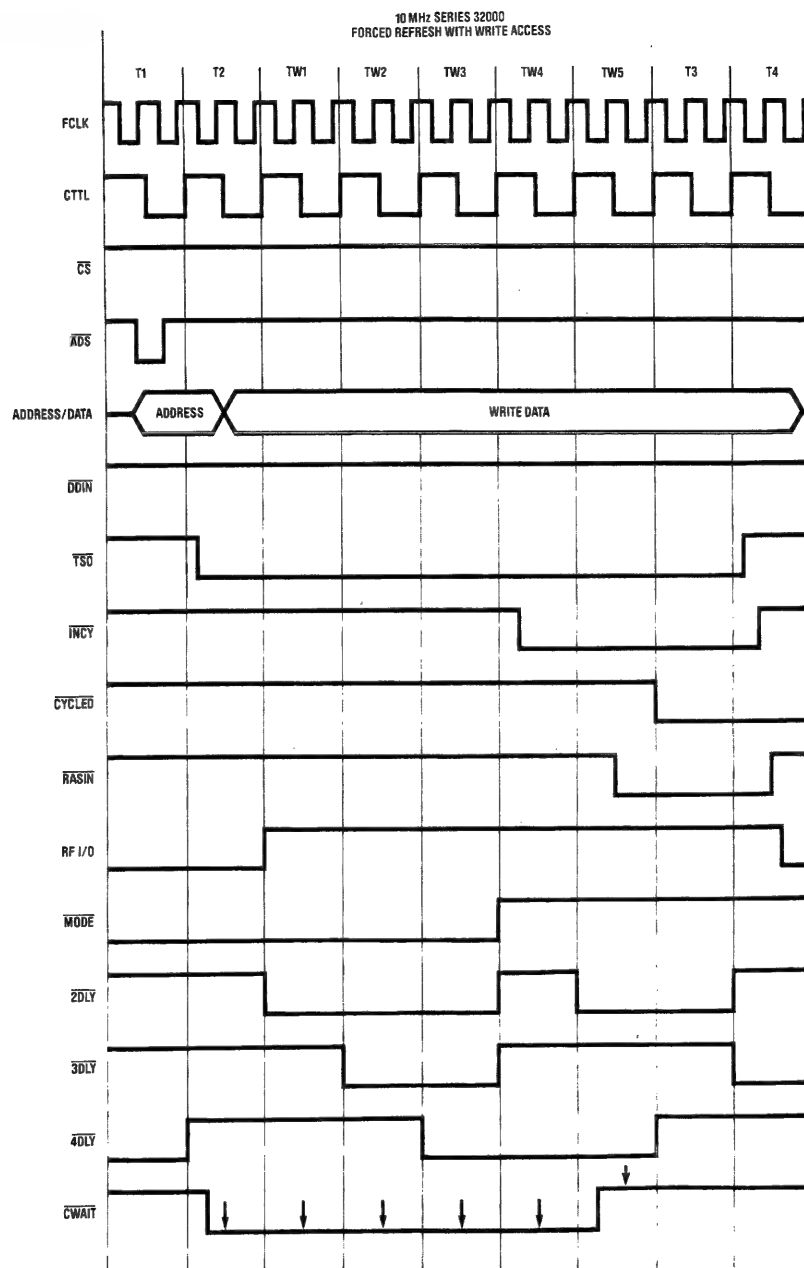 10 MHz SERIES 32000
FORCED REFRESH WITH WRITE ACCESS
T1 T2 TW1 TW2 TW3 TW4 TW5 T3 T4
FCLK
CTTL
CS
ADS
ADDRESS/DATA ADDRESS WRITE DATA
DDIN
TSO
INCY
CYCLED
RASIN
RF I/O
MODE
2DLY
3DLY
4DLY
CWAIT